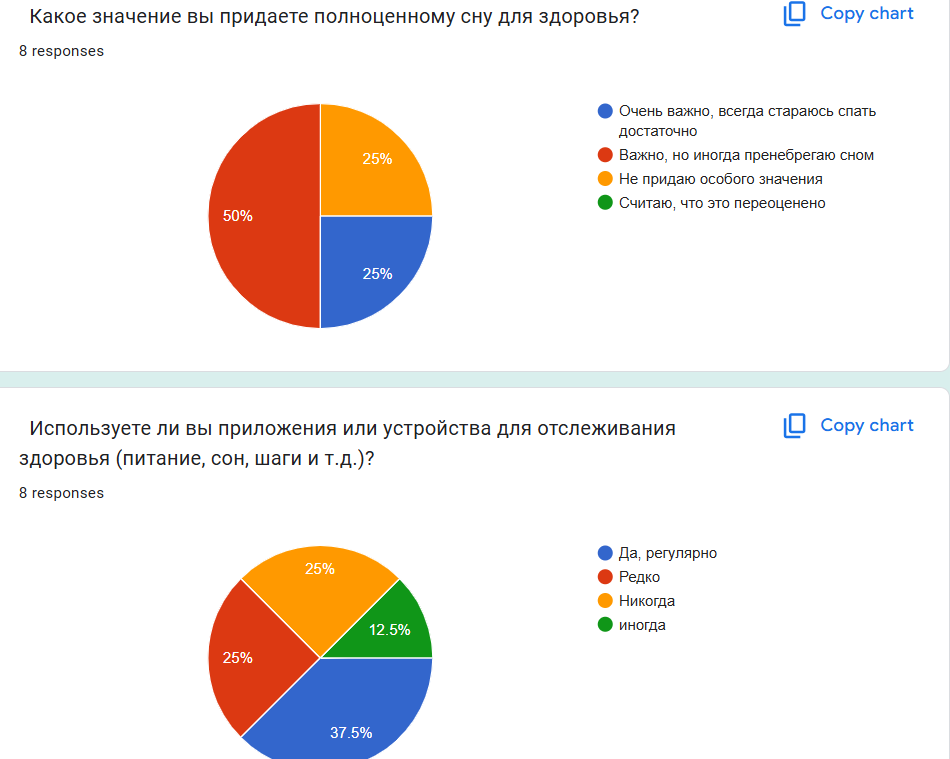 Какое значение вы придаете полноценному сну для здоровья?
Copy chart
8 responses
25%
50%
25%
Очень важно, всегда стараюсь спать
достаточно
Важно, но иногда пренебрегаю сном
Не придаю особого значения
Считаю, что это переоценено
Используете ли вы приложения или устройства для отслеживания
здоровья (питание, сон, шаги и т.д.)?
Copy chart
8 responses
25%
12.5%
25%
37.5%
Да, регулярно
Редко
Никогда
иногда